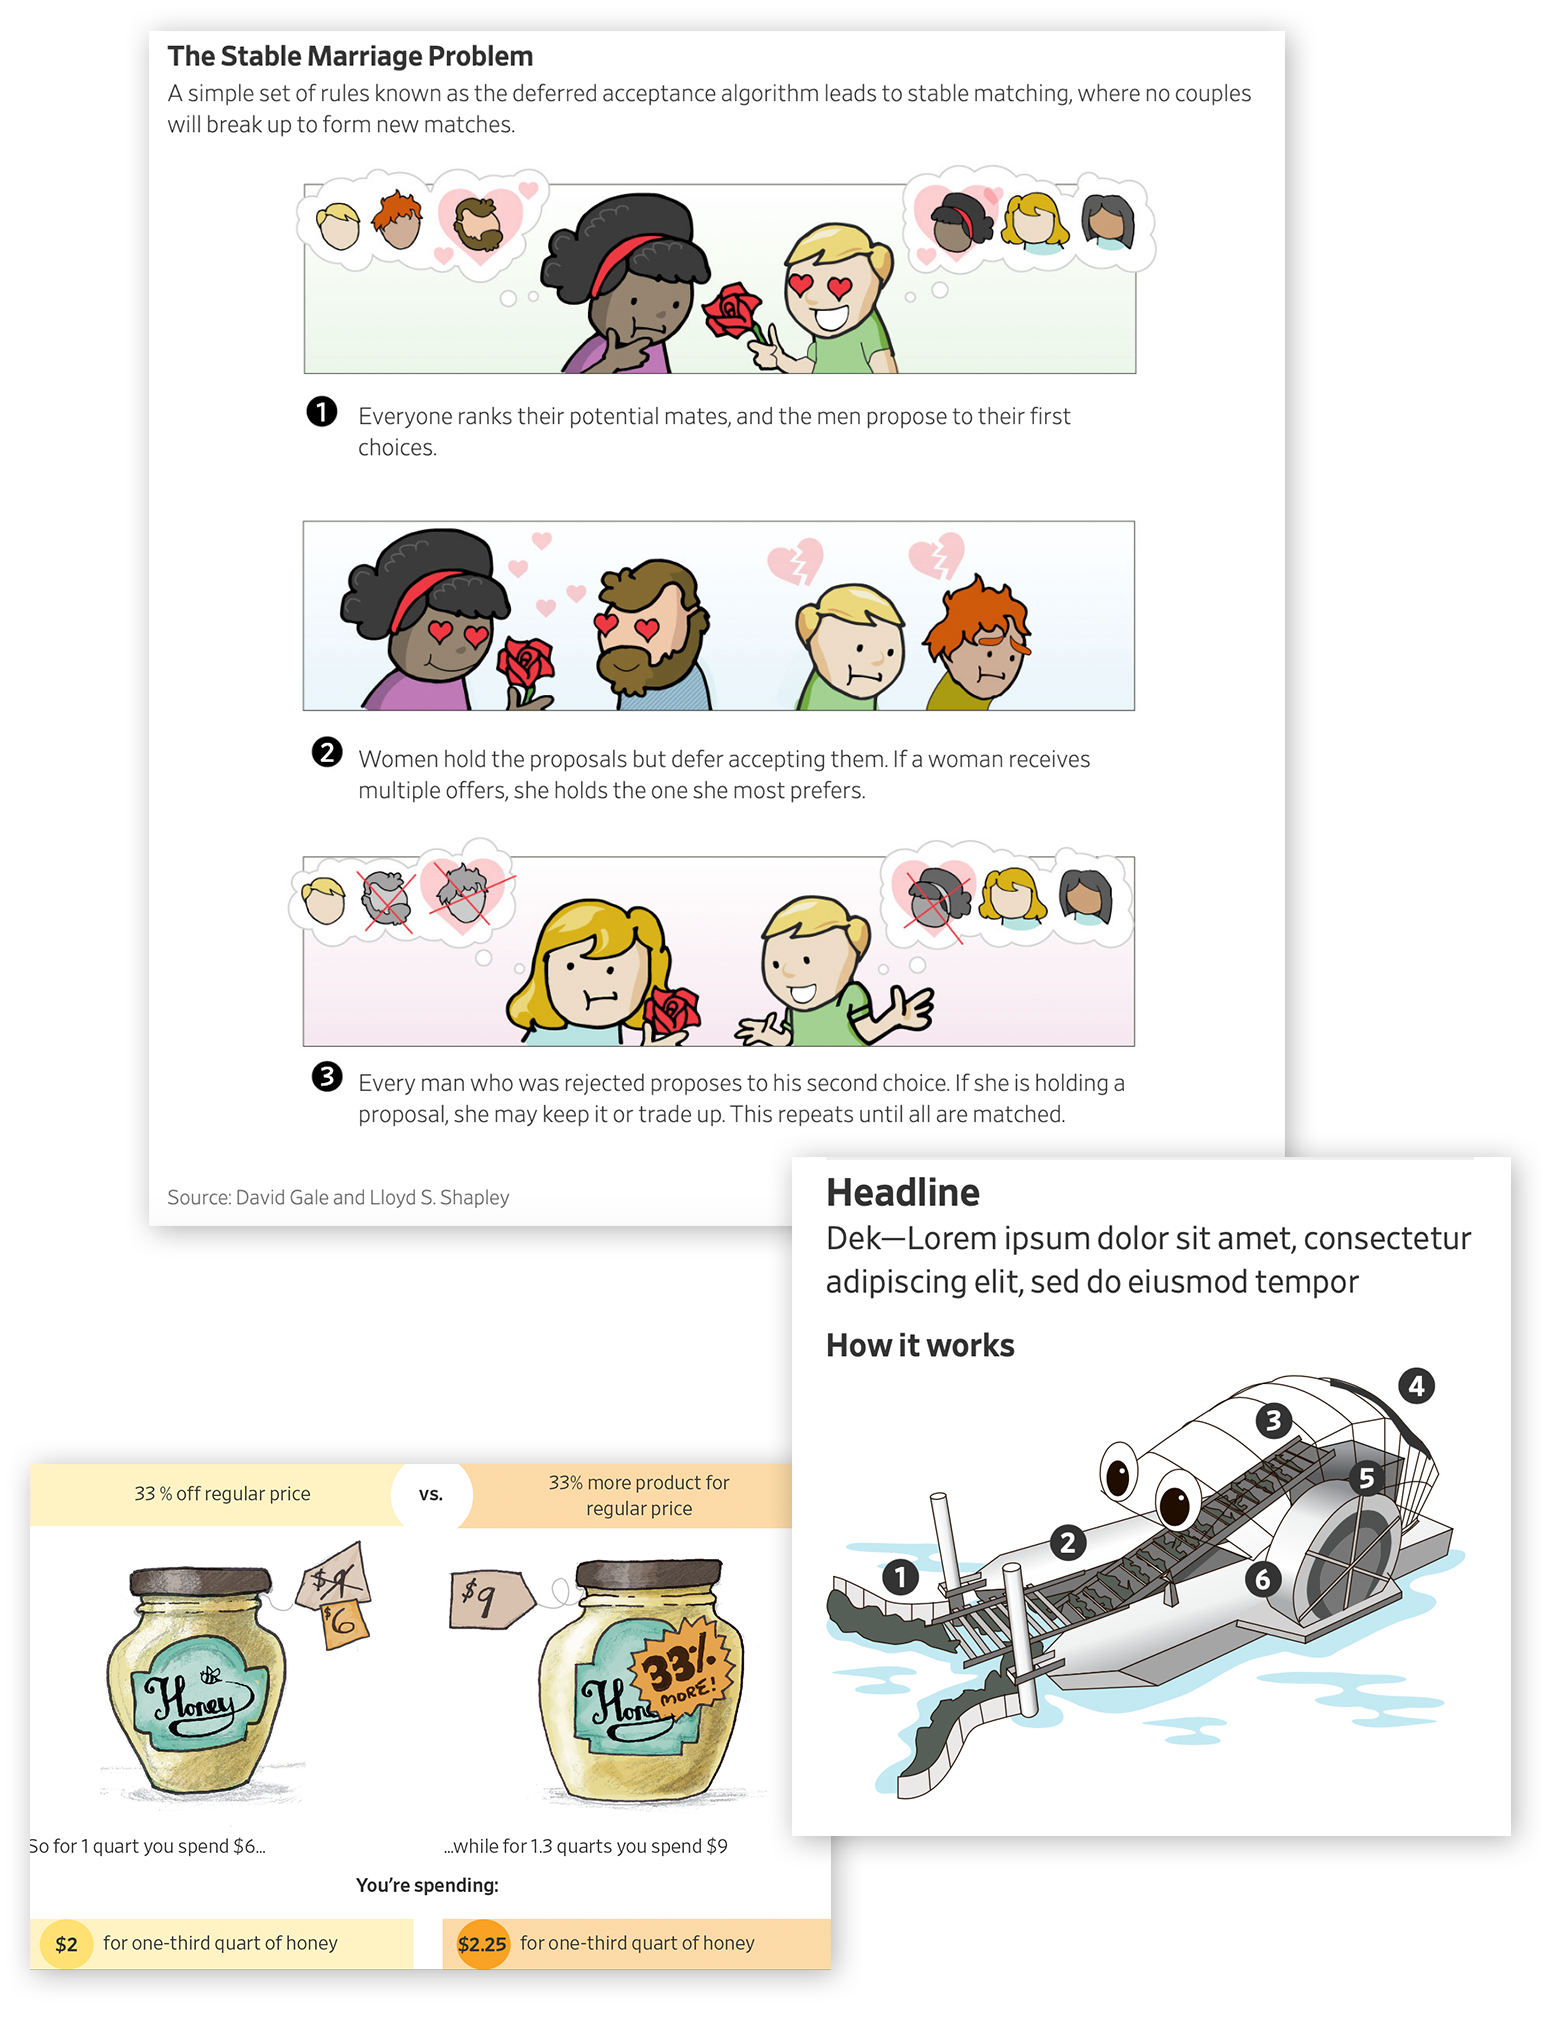 The Stable Marriage Problem
A simple set of rules known as the deferred acceptance algorithm leads to stable matching, where no couples
will break up to form new matches.
1
Everyone ranks their potential mates, and the men propose to their first
choices.
2
Women hold the proposals but defer accepting them. If a woman receives
multiple offers, she holds the one she most prefers.
3
Every man who was rejected proposes to his second choice. If she is holding a
proposal, she may keep it or trade up. This repeats until all are matched.
Source: David Gale and Lloyd S. Shapley
Headline
Dek—Lorem ipsum dolor sit amet, consectetur
adipiscing elit, sed do eiusmod tempor
How it works
1
2
3
4
5
6
33 % off regular price
vs.
33% more product for
regular price
$9
$6
Honey
$9
Hone
33%
MORE!
So for 1 quart you spend $6...
...while for 1.3 quarts you spend $9
You're spending:
$2 for one-third quart of honey
$2.25 for one-third quart of honey